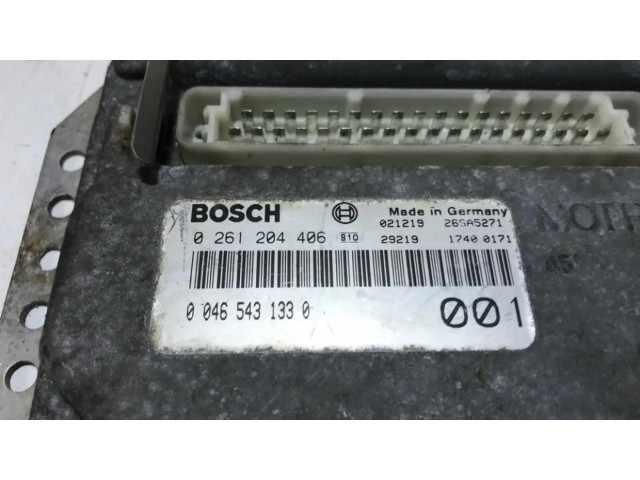 BOSCH Made in Germany
021219 26SA5271
0 261 204 406 B10 29219 1740 0171
0 046 543 133 0 001